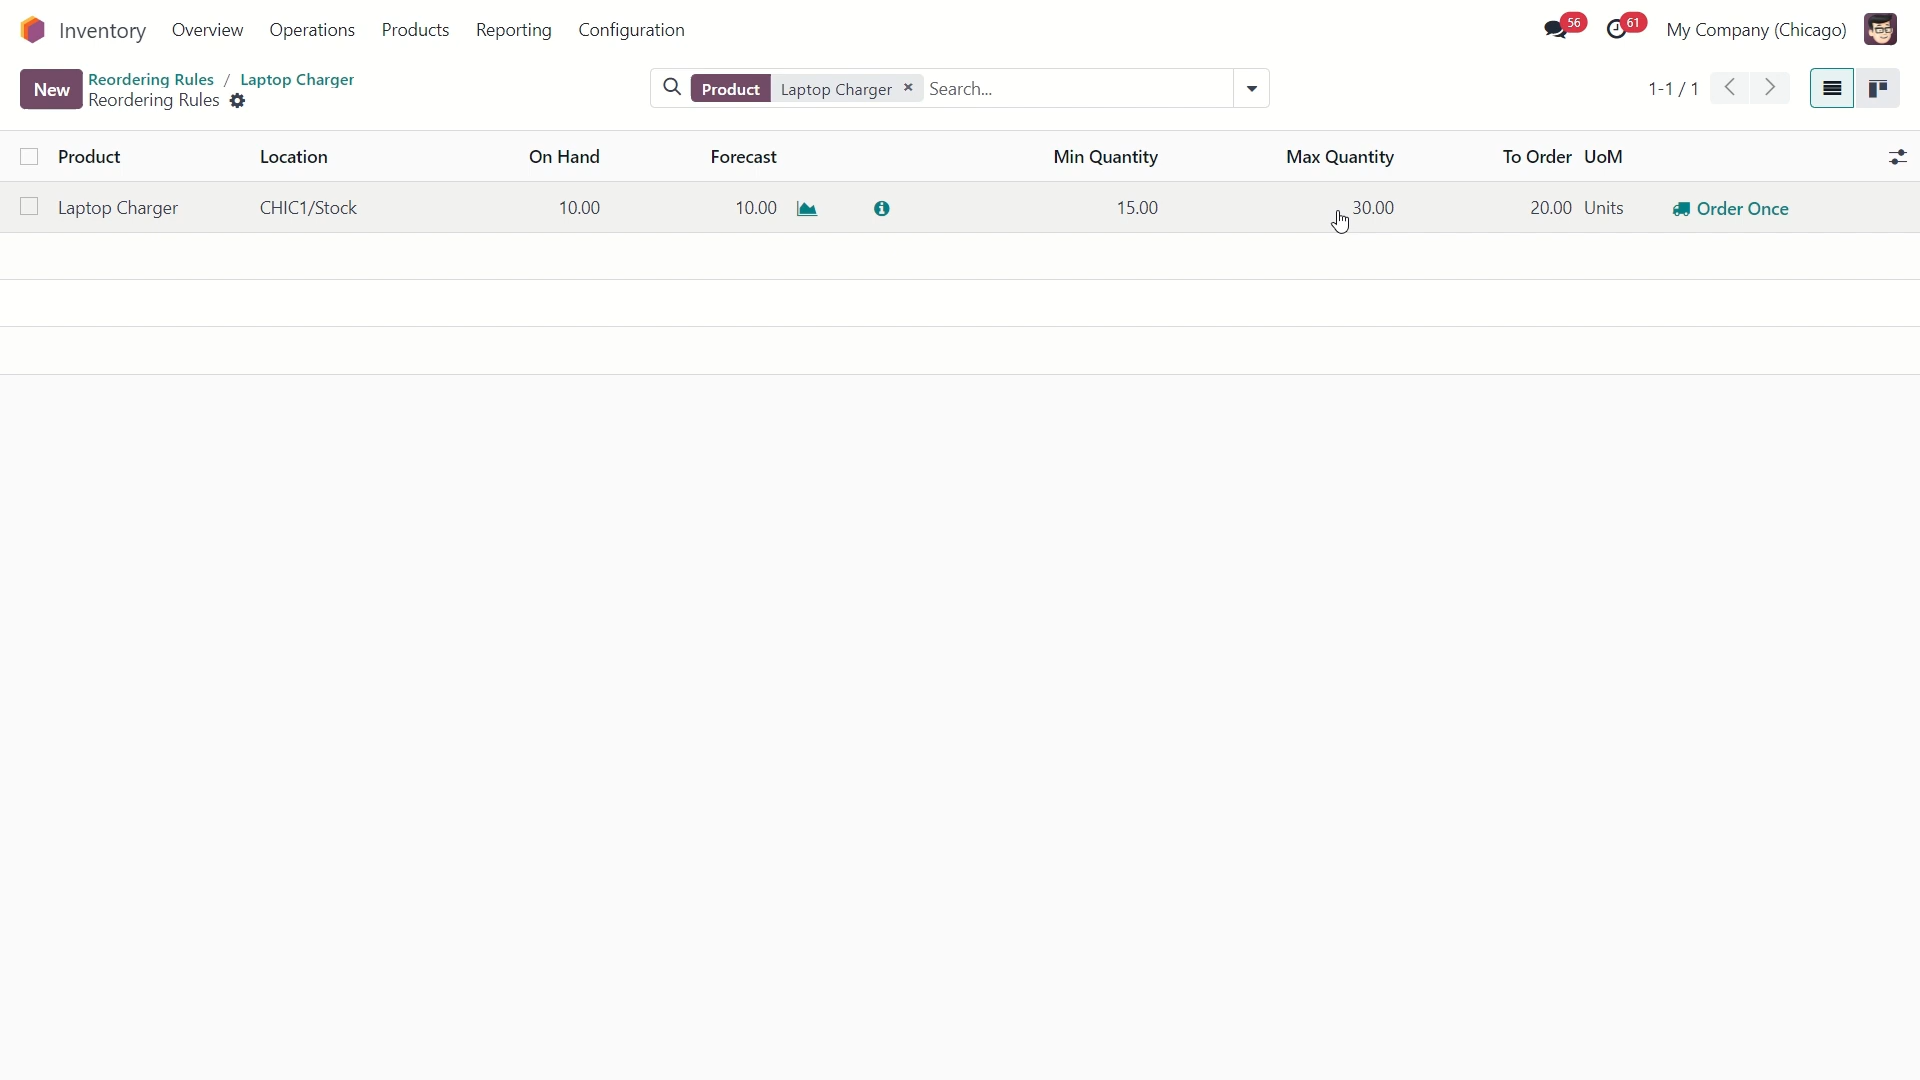 Inventory Overview Operations Products Reporting Configuration 56 61 My Company (Chicago)
New Reordering Rules / Laptop Charger
Reordering Rules
Product Laptop Charger × Search... 1-1 / 1
Product Location On Hand Forecast Min Quantity Max Quantity To Order UoM
Laptop Charger CHIC1/Stock 10.00 10.00 15.00 30.00 20.00 Units Order Once